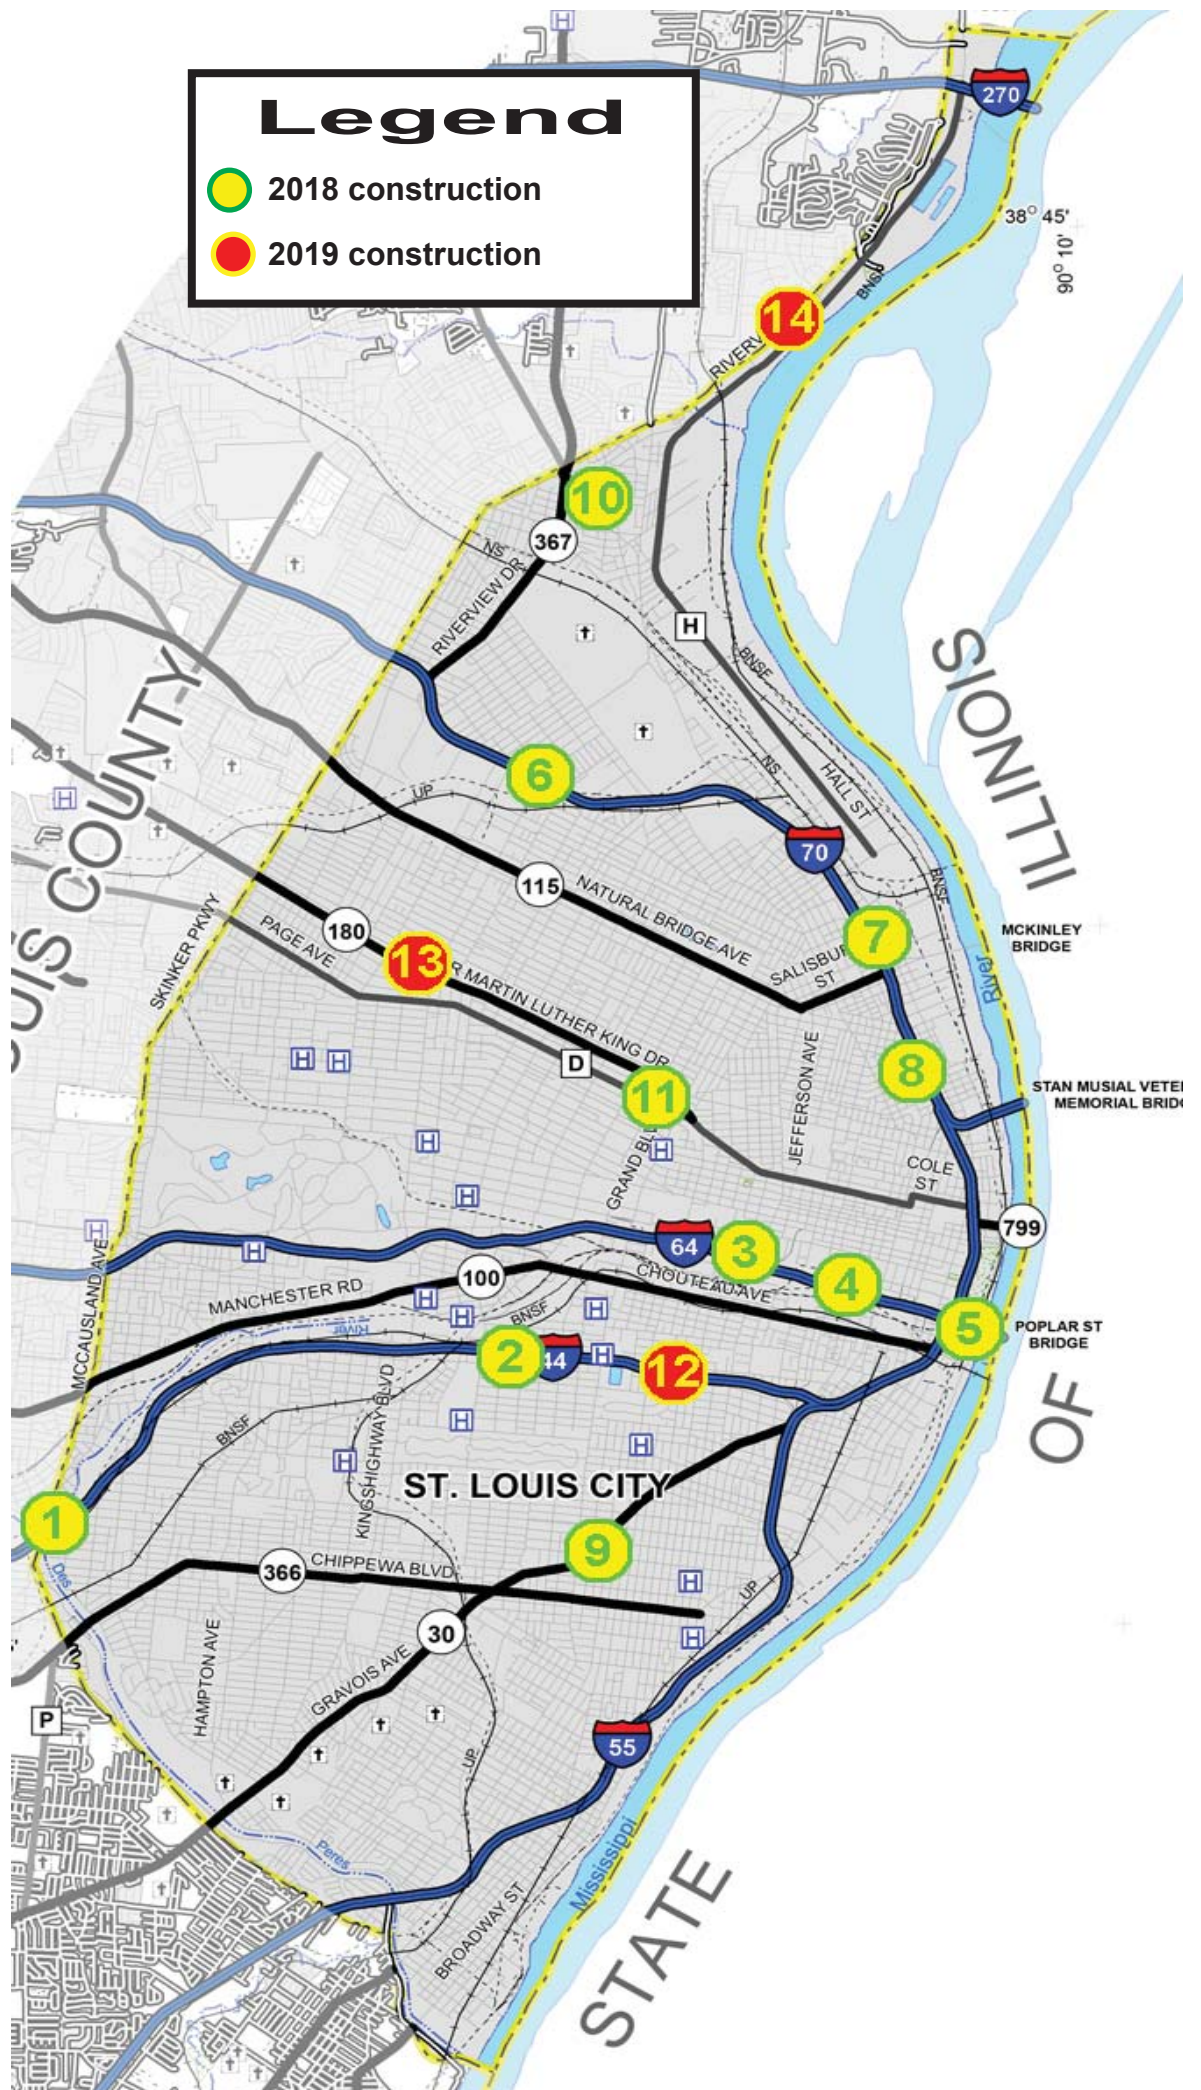 Legend
2018 construction
2019 construction
H
270
38° 45'
90° 10'
BNSF
14
10
367
NS
RIVERVIEW DR
H
BNSF
ILLINOIS
6
UP
NS
HALL ST
70
115
NATURAL BRIDGE AVE
BNSF
7
MCKINLEY
BRIDGE
180
PAGE AVE
SKINKER PKWY
13
MARTIN LUTHER KING DR
SALISBU
ST
River
H
COUNTY
H
H
D
8
JEFFERSON AVE
11
STAN MUSIAL VETE
MEMORIAL BRID
H
H
GRAND BLV
COLE
ST
H
799
H
H
64
3
4
MCCAUSLAND AVE
MANCHESTER RD
100
CHOUTEAU AVE
H
H
BNSF
H
River
5
POPLAR ST
BRIDGE
2
44
H
12
OF
BNSF
KINGSHIGHWAY BLVD
H
H
H
ST. LOUIS CITY
1
9
Des
366
CHIPPEWA BLVD
H
UP
HAMPTON AVE
30
H
GRAVOIS AVE
P
55
UP
Peres
Mississippi
BROADWAY ST
STATE